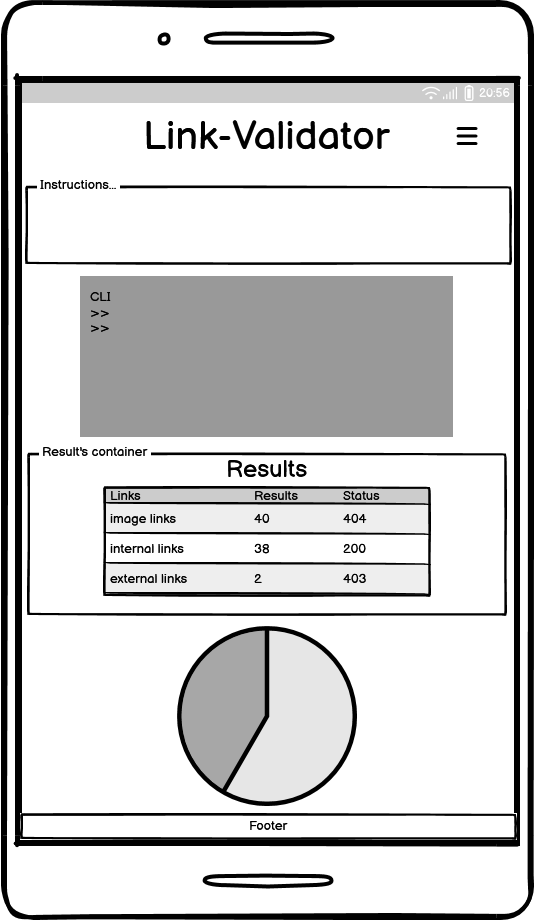 20:56
Link-Validator
Instructions...
CLI
>>
>>
Result's container
Results
Links Results Status
image links 40 404
internal links 38 200
external links 2 403
Footer